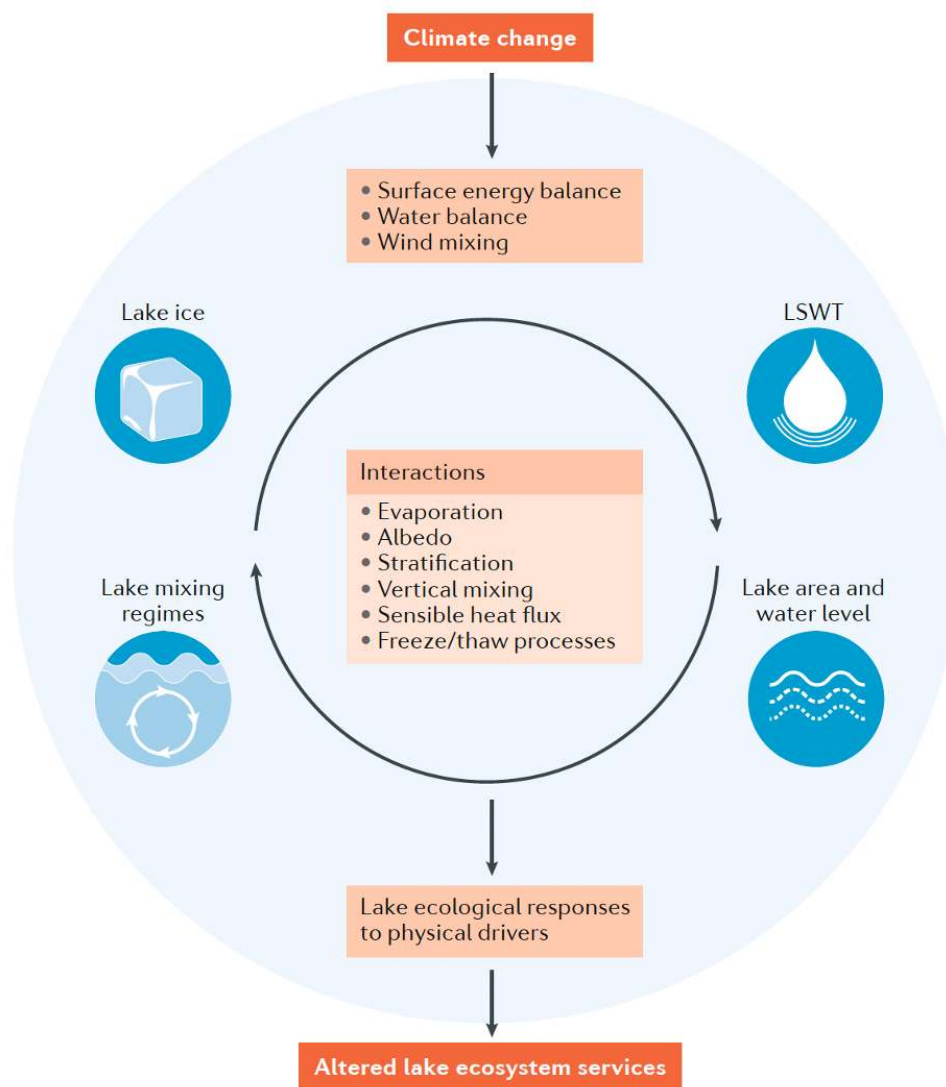 Climate change
• Surface energy balance
• Water balance
• Wind mixing
Lake ice
LSWT
Interactions
• Evaporation
• Albedo
• Stratification
• Vertical mixing
• Sensible heat flux
• Freeze/thaw processes
Lake mixing
regimes
Lake area and
water level
Lake ecological responses
to physical drivers
Altered lake ecosystem services